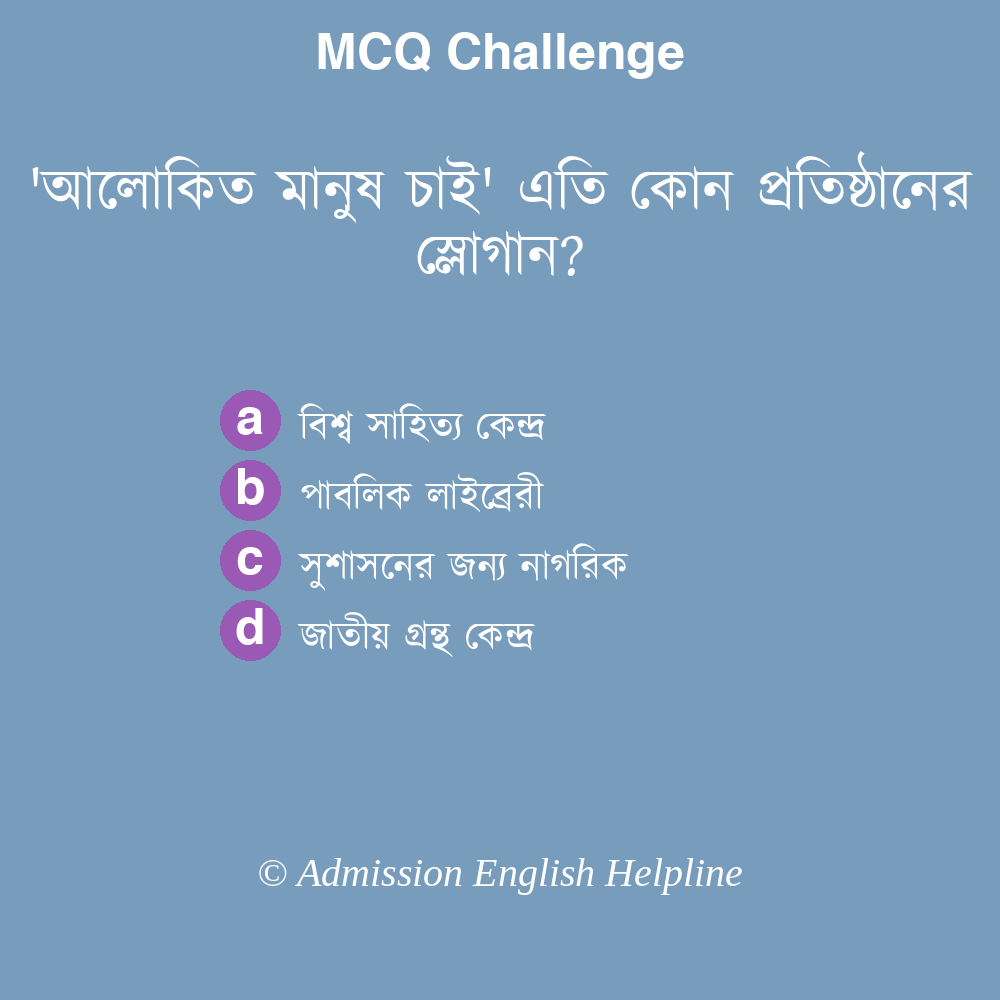 MCQ Challenge
'আলোকিত মানুষ চাই' এতি কোন প্রতিষ্ঠানের
স্লোগান?
a বিশ্ব সাহিত্য কেন্দ্র
b পাবলিক লাইব্রেরী
c সুশাসনের জন্য নাগরিক
d জাতীয় গ্রন্থ কেন্দ্র
© Admission English Helpline